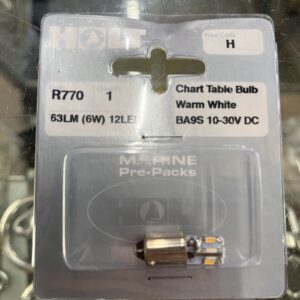 HOLT
Price Code
H
R770 1
63LM (6W) 12LED
Chart Table Bulb
Warm White
BA9S 10-30V DC
MARINE
Pre-Packs
HOLT